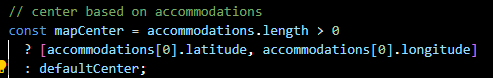 // center based on accommodations
const mapCenter = accommodations.length > 0
? [accommodations[0].latitude, accommodations[0].longitude]
: defaultCenter;